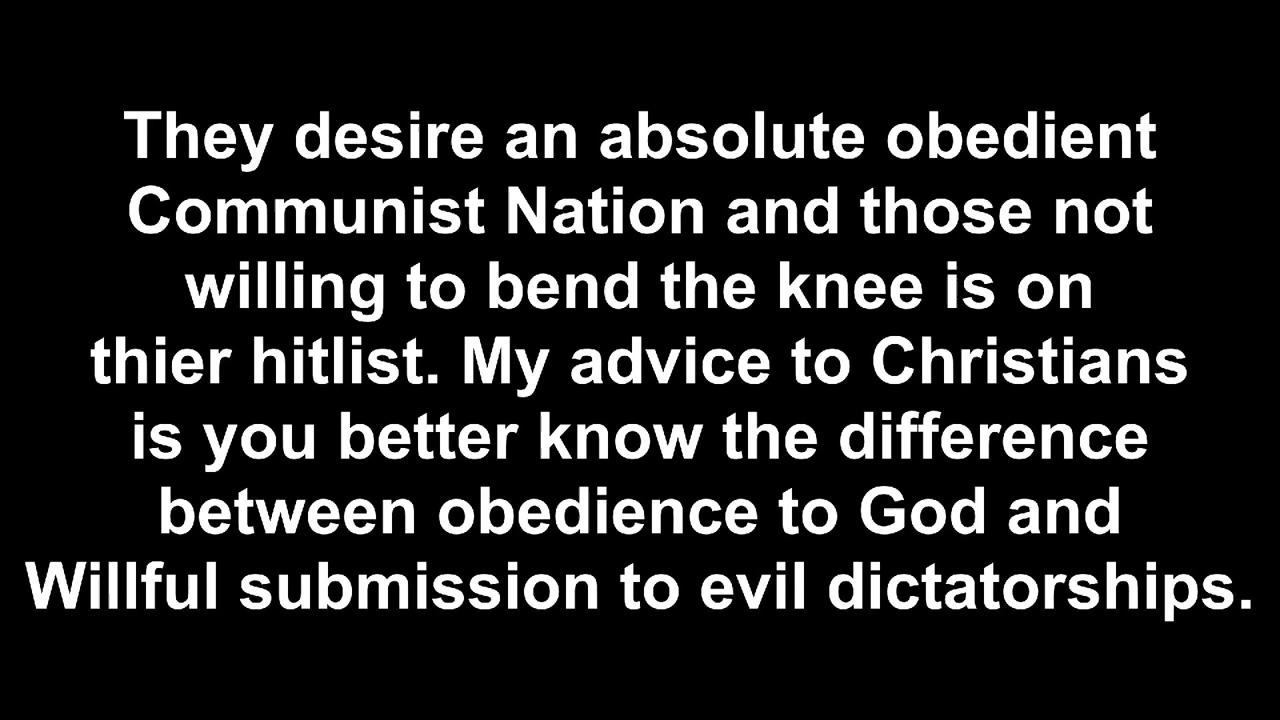 They desire an absolute obedient
Communist Nation and those not
willing to bend the knee is on
thier hitlist. My advice to Christians
is you better know the difference
between obedience to God and
Willful submission to evil dictatorships.